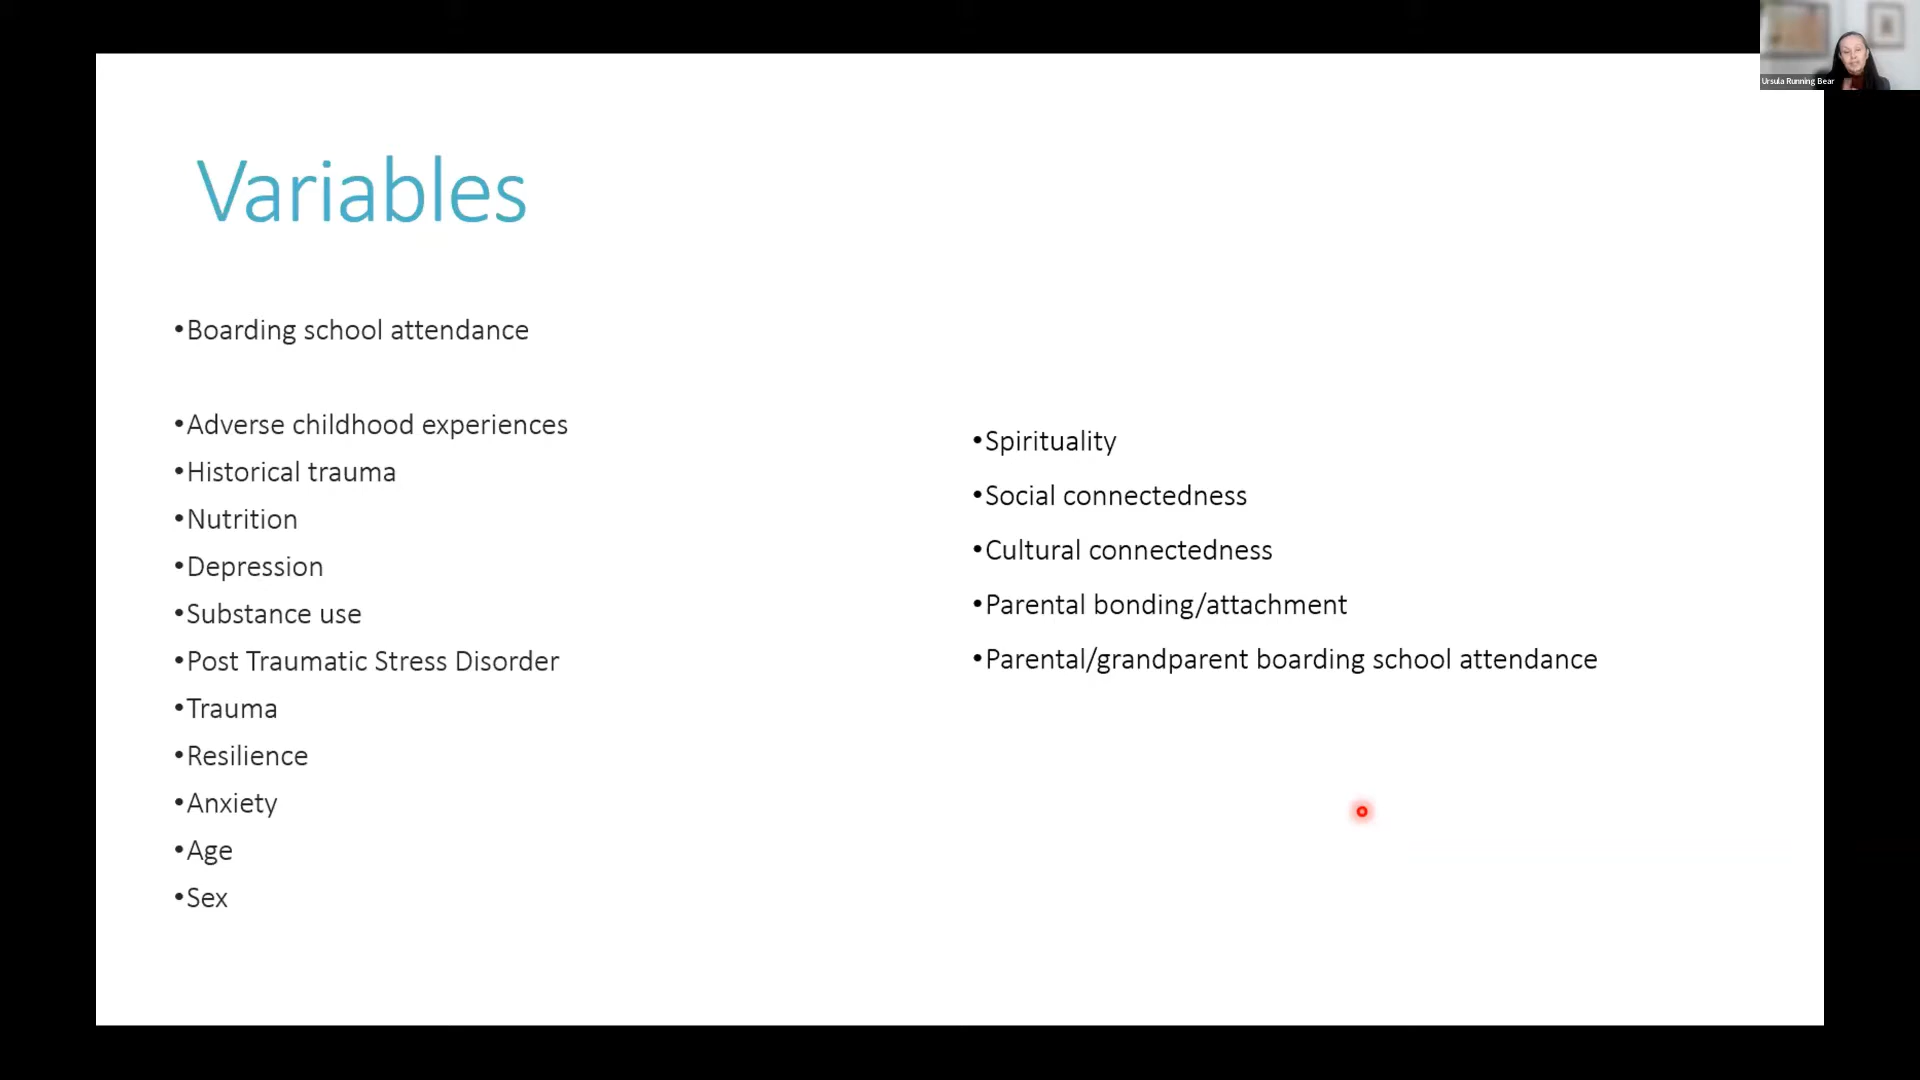 Ursula Running Bear
Variables
•Boarding school attendance
•Adverse childhood experiences
•Historical trauma
•Nutrition
•Depression
•Substance use
•Post Traumatic Stress Disorder
•Trauma
•Resilience
•Anxiety
•Age
•Sex
•Spirituality
•Social connectedness
•Cultural connectedness
•Parental bonding/attachment
•Parental/grandparent boarding school attendance